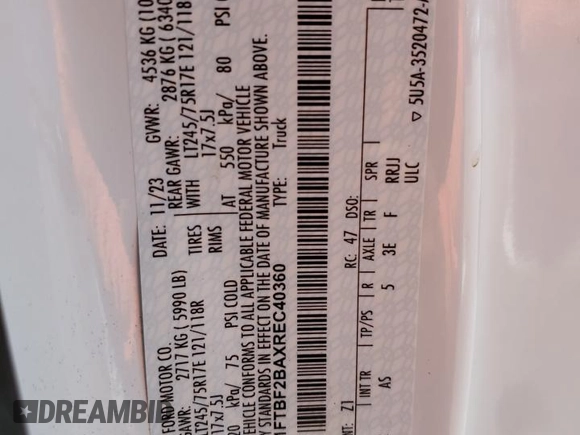 FORD MOTOR CO.
DATE: 11/23
GVWR: 4536 KG (10
GAWR: 2717 KG ( 5990 LB)
REAR GAWR: 2876 KG ( 6340
LT245/75R17E 121/118R
TIRES
WITH
LT245/75R17E 121/118
17x7.5J
RIMS
17x7.5J
20 kPa/ 75 PSI COLD
AT 550 kPa/ 80 PSI CO
VEHICLE CONFORMS TO ALL APPLICABLE FEDERAL MOTOR VEHICLE
STANDARDS IN EFFECT ON THE DATE OF MANUFACTURE SHOWN ABOVE.
1FTBF2BAXREC40360
TYPE: Truck
EXT: Z1
RC: 47 DSO:
INT TR
TP/PS
R
AXLE
TR
SPR
AS
5
3E
F
RRJJ
ULC
▽ 5U5A-3520472-
DREAMBID